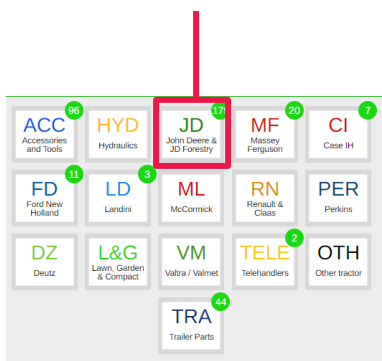 96
ACC
Accessories
and Tools
HYD
Hydraulics
JD
John Deere &
JD Forestry
20
MF
Massey
Ferguson
7
CI
Case IH
11
FD
Ford New
Holland
3
LD
Landini
ML
McCormick
RN
Renault &
Claas
PER
Perkins
DZ
Deutz
L&G
Lawn, Garden
& Compact
VM
Valtra / Valmet
2
TELE
Telehandlers
OTH
Other tractor
44
TRA
Trailer Parts